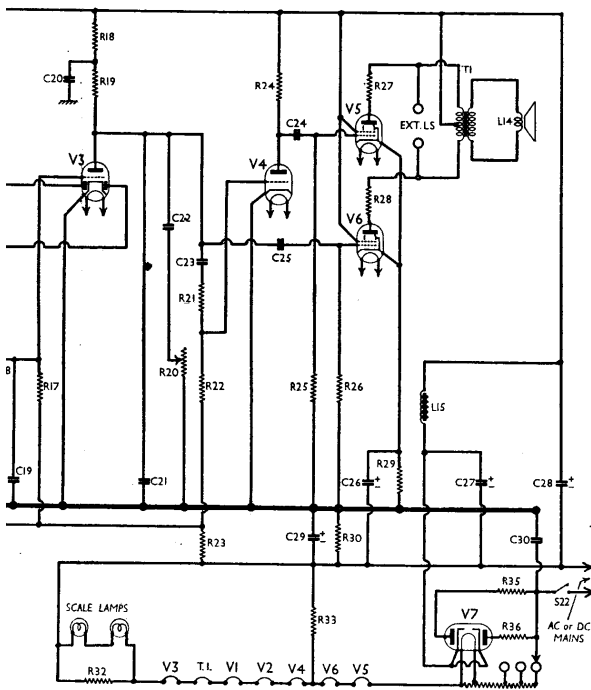 R18
C20
R19
R24
R27
T1
V5
C24
EXT. LS
L14
V3
V4
R28
V6
C22
C23
C25
R21
8
R17
R20
R22
R25
R26
L15
C19
C21
C26
+
-
R29
C27
+
-
C28
+
-
R23
C29
+
-
R30
C30
SCALE LAMPS
R33
R35
S22
V7
R36
AC or DC
MAINS
R32
V3 T.I. V1 V2 V4 V6 V5